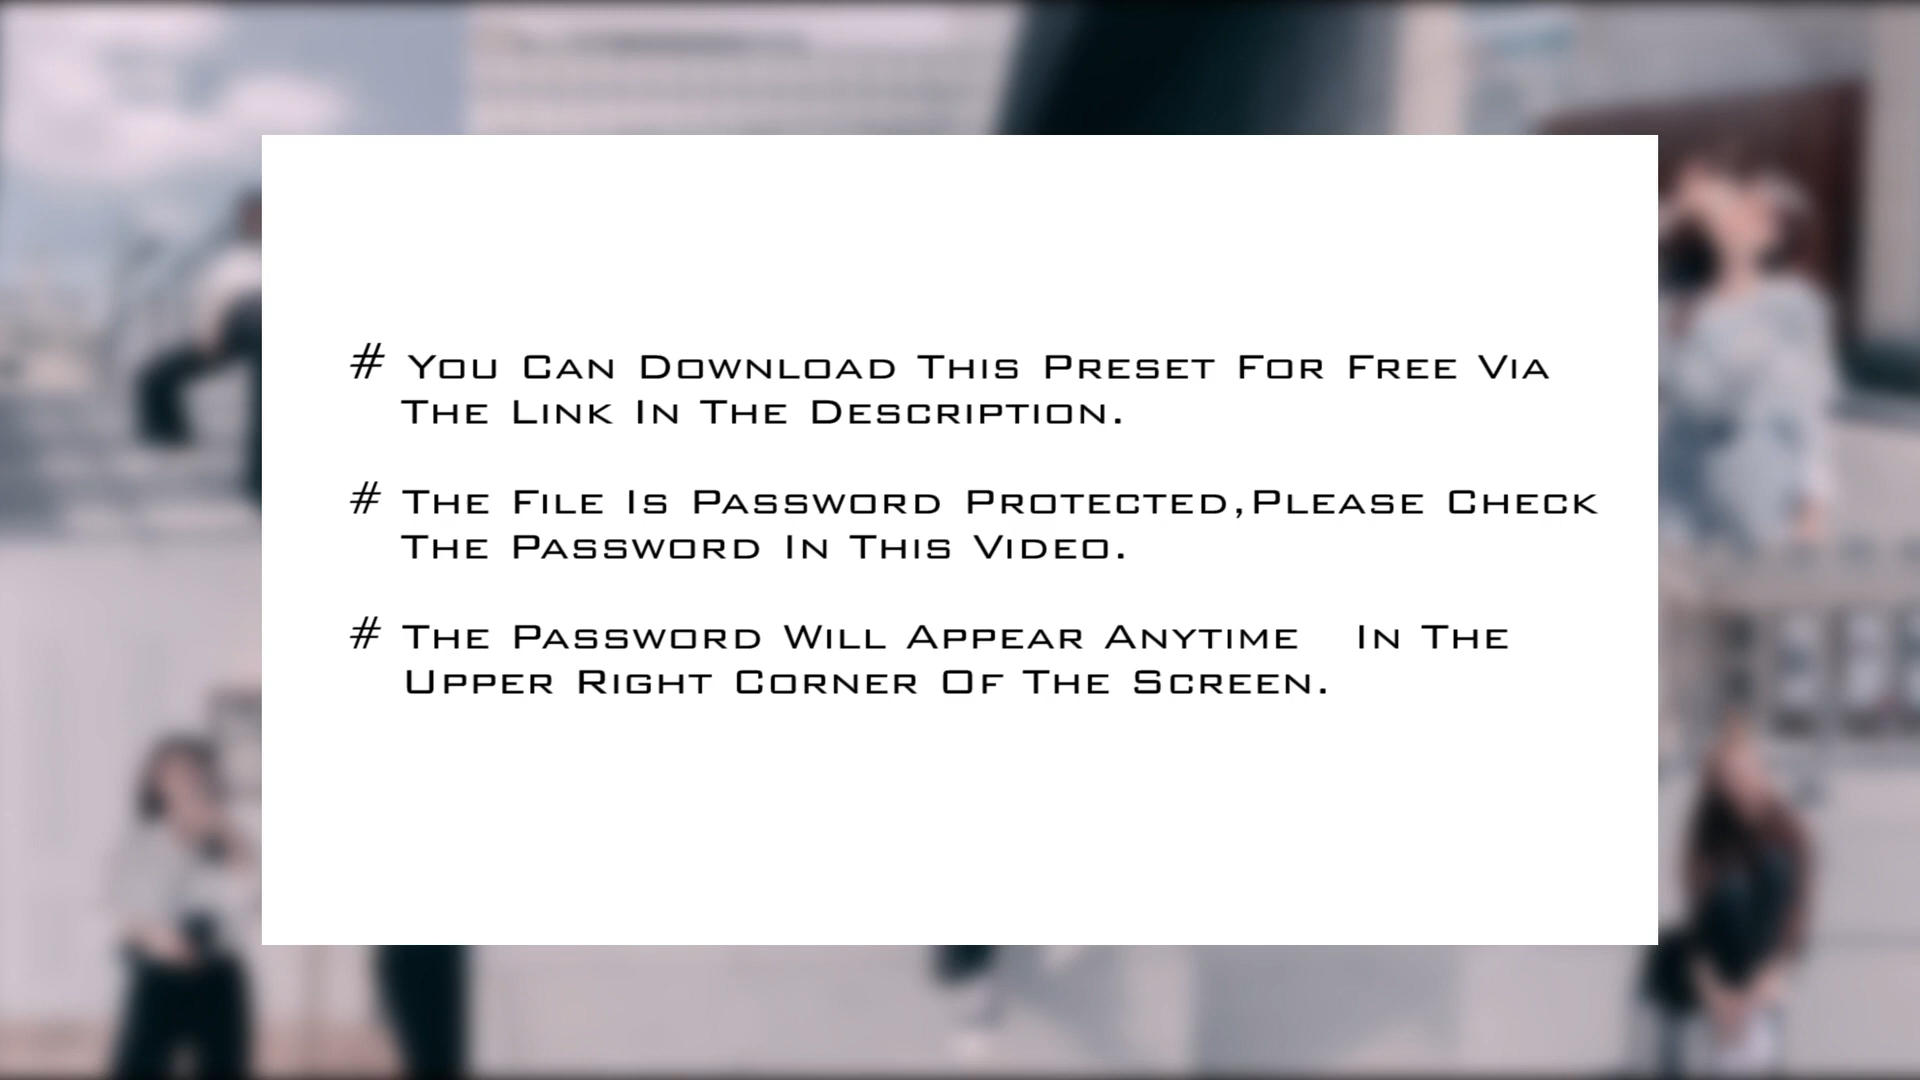 # You Can Download This Preset For Free Via
The Link In The Description.
# The File Is Password Protected,Please Check
The Password In This Video.
# The Password Will Appear Anytime In The
Upper Right Corner Of The Screen.